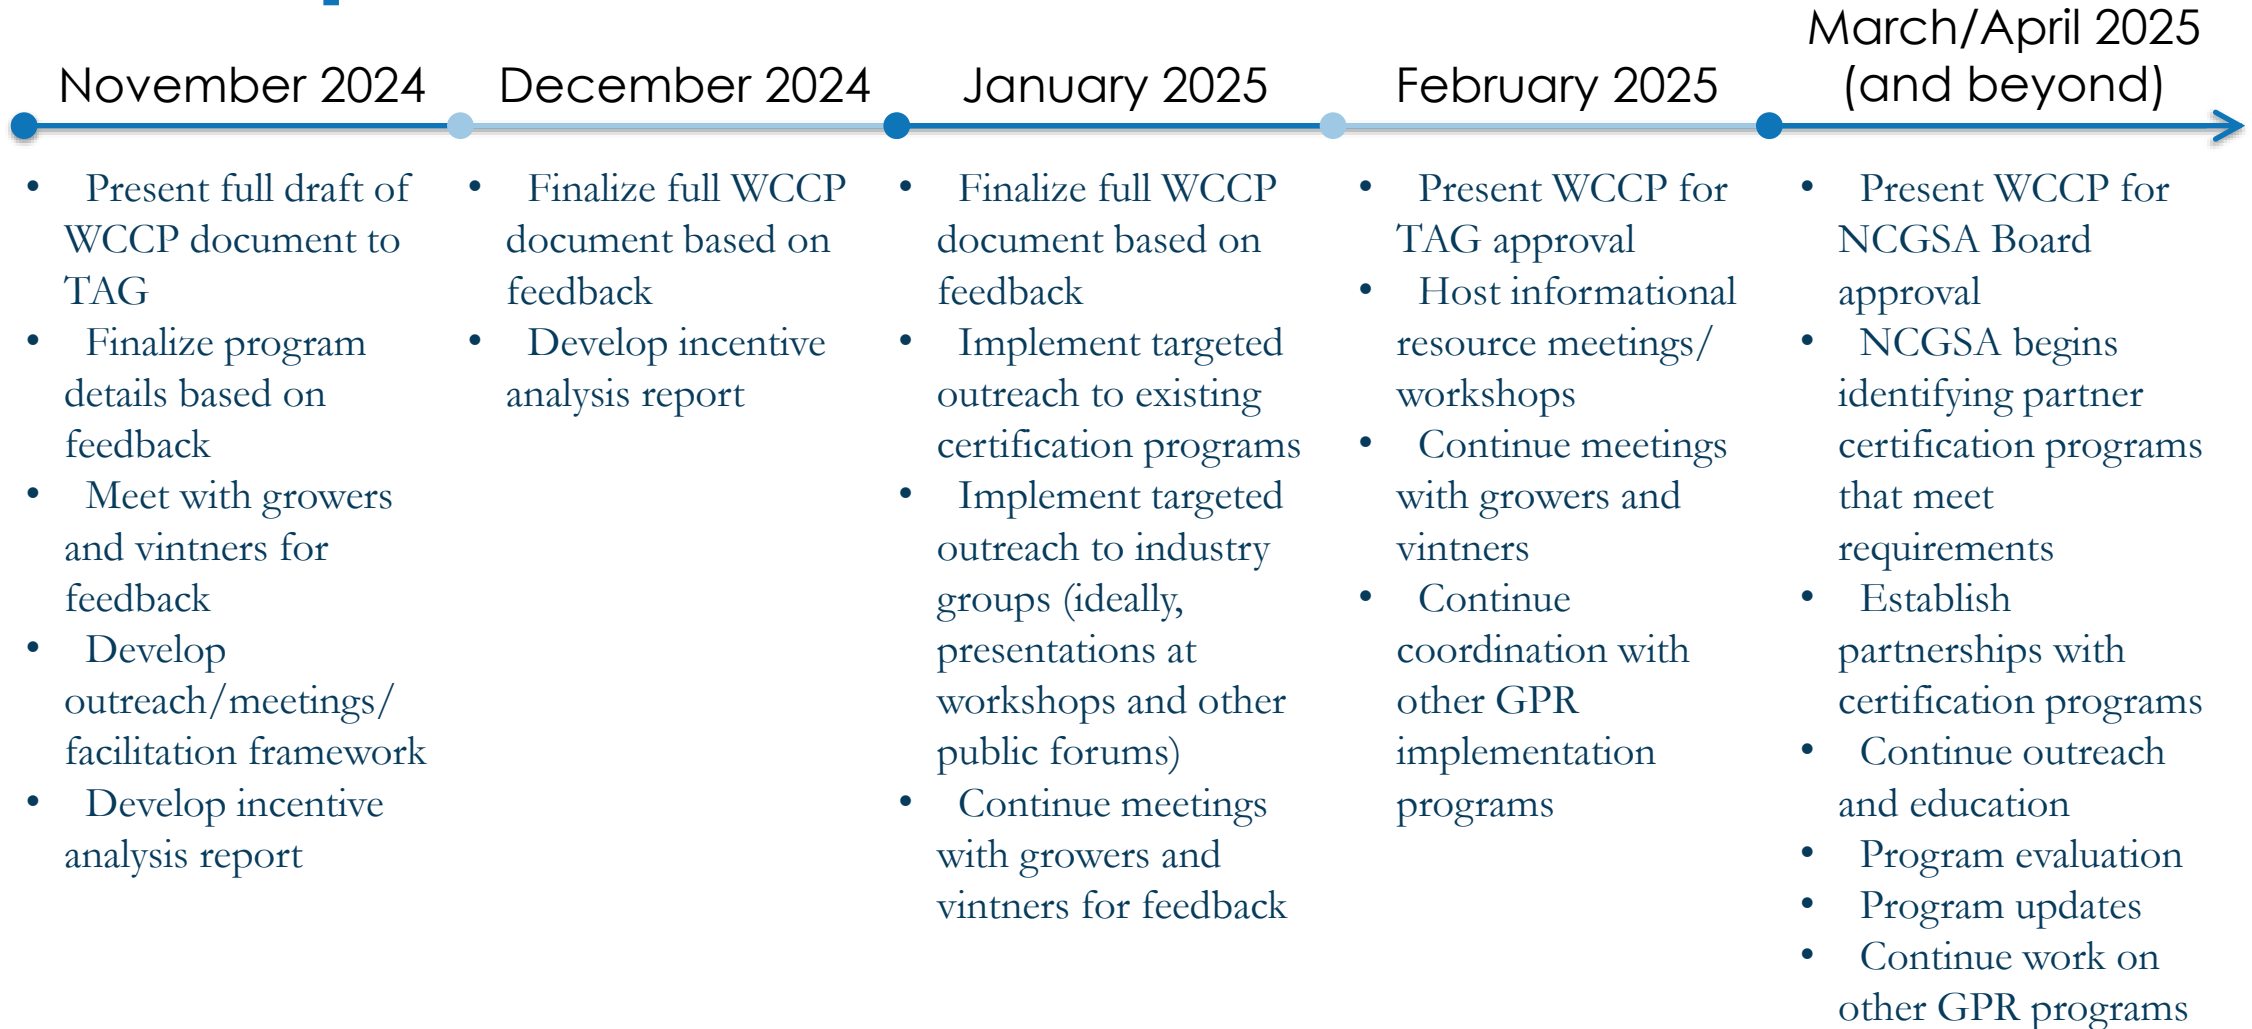 November 2024
• Present full draft of
WCCP document to
TAG
• Finalize program
details based on
feedback
• Meet with growers
and vintners for
feedback
• Develop
outreach/meetings/
facilitation framework
• Develop incentive
analysis report
December 2024
• Finalize full WCCP
document based on
feedback
• Develop incentive
analysis report
January 2025
• Finalize full WCCP
document based on
feedback
• Implement targeted
outreach to existing
certification programs
• Implement targeted
outreach to industry
groups (ideally,
presentations at
workshops and other
public forums)
• Continue meetings
with growers and
vintners for feedback
February 2025
• Present WCCP for
TAG approval
• Host informational
resource meetings/
workshops
• Continue meetings
with growers and
vintners
• Continue
coordination with
other GPR
implementation
programs
March/April 2025
(and beyond)
• Present WCCP for
NCGSA Board
approval
• NCGSA begins
identifying partner
certification programs
that meet
requirements
• Establish
partnerships with
certification programs
• Continue outreach
and education
• Program evaluation
• Program updates
• Continue work on
other GPR programs